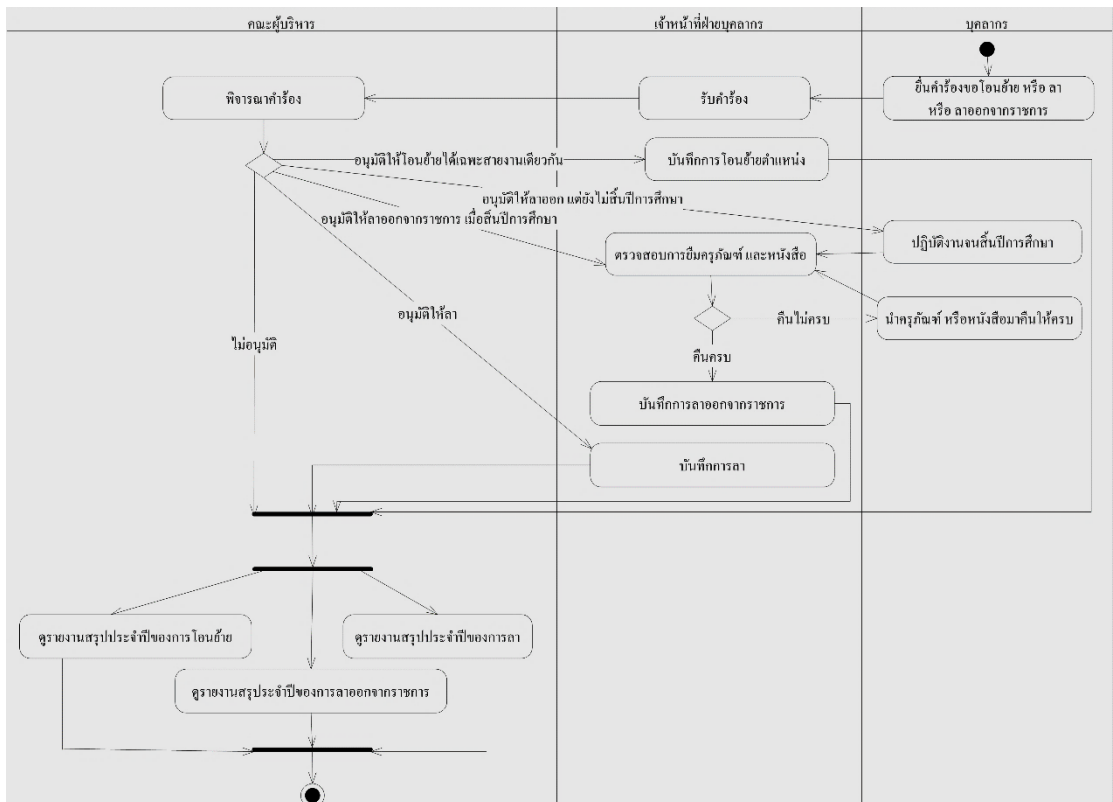 คณะผู้บริหาร
เจ้าหน้าที่ฝ่ายบุคลากร
บุคลากร
พิจารณาคำร้อง
รับคำร้อง
ยื่นคำร้องขอโอนย้าย หรือ ลา
หรือ ลาออกจากราชการ
อนุมัติให้โอนย้ายได้เฉพะสายงานเดียวกัน
บันทึกการโอนย้ายตำแหน่ง
อนุมัติให้ลาออก แต่ยังไม่สิ้นปีการศึกษา
อนุมัติให้ลาออกจากราชการ เมื่อสิ้นปีการศึกษา
ปฏิบัติงานจนสิ้นปีการศึกษา
ตรวจสอบการยืมครุภัณฑ์ และหนังสือ
อนุมัติให้ลา
คืนไม่ครบ
นำครุภัณฑ์ หรือหนังสือมาคืนให้ครบ
ไม่อนุมัติ
คืนครบ
บันทึกการลาออกจากราชการ
บันทึกการลา
ดูรายงานสรุปประจำปีของการโอนย้าย
ดูรายงานสรุปประจำปีของการลา
ดูรายงานสรุประจำปีของการลาออกจากราชการ